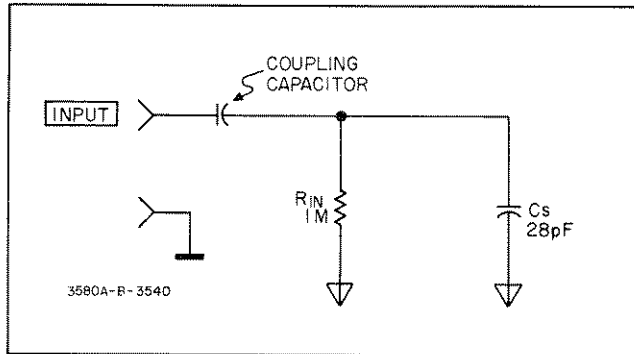 COUPLING
CAPACITOR
INPUT
RIN
1M
Cs
28pF
3580A-B-3540